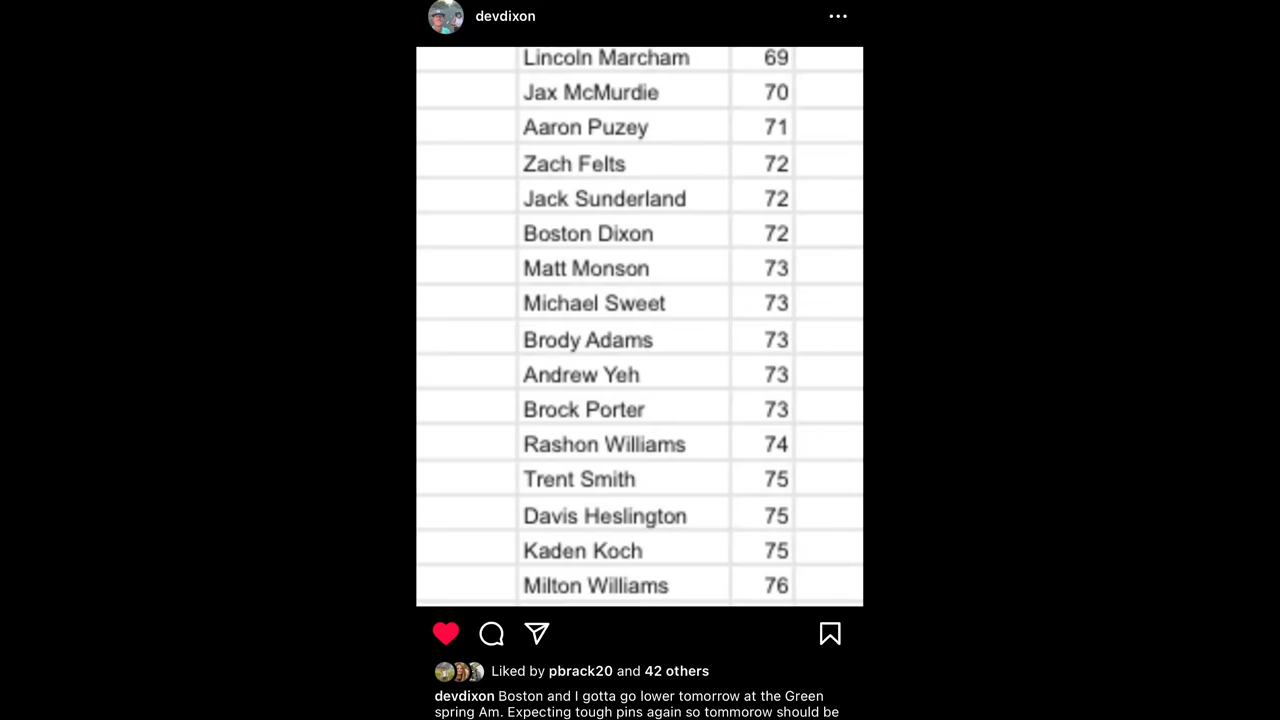 devdixon
Lincoln Marcham 69
Jax McMurdie 70
Aaron Puzey 71
Zach Felts 72
Jack Sunderland 72
Boston Dixon 72
Matt Monson 73
Michael Sweet 73
Brody Adams 73
Andrew Yeh 73
Brock Porter 73
Rashon Williams 74
Trent Smith 75
Davis Heslington 75
Kaden Koch 75
Milton Williams 76
Liked by pbrack20 and 42 others
devdixon Boston and I gotta go lower tomorrow at the Green
spring Am. Expecting tough pins again so tommorow should be